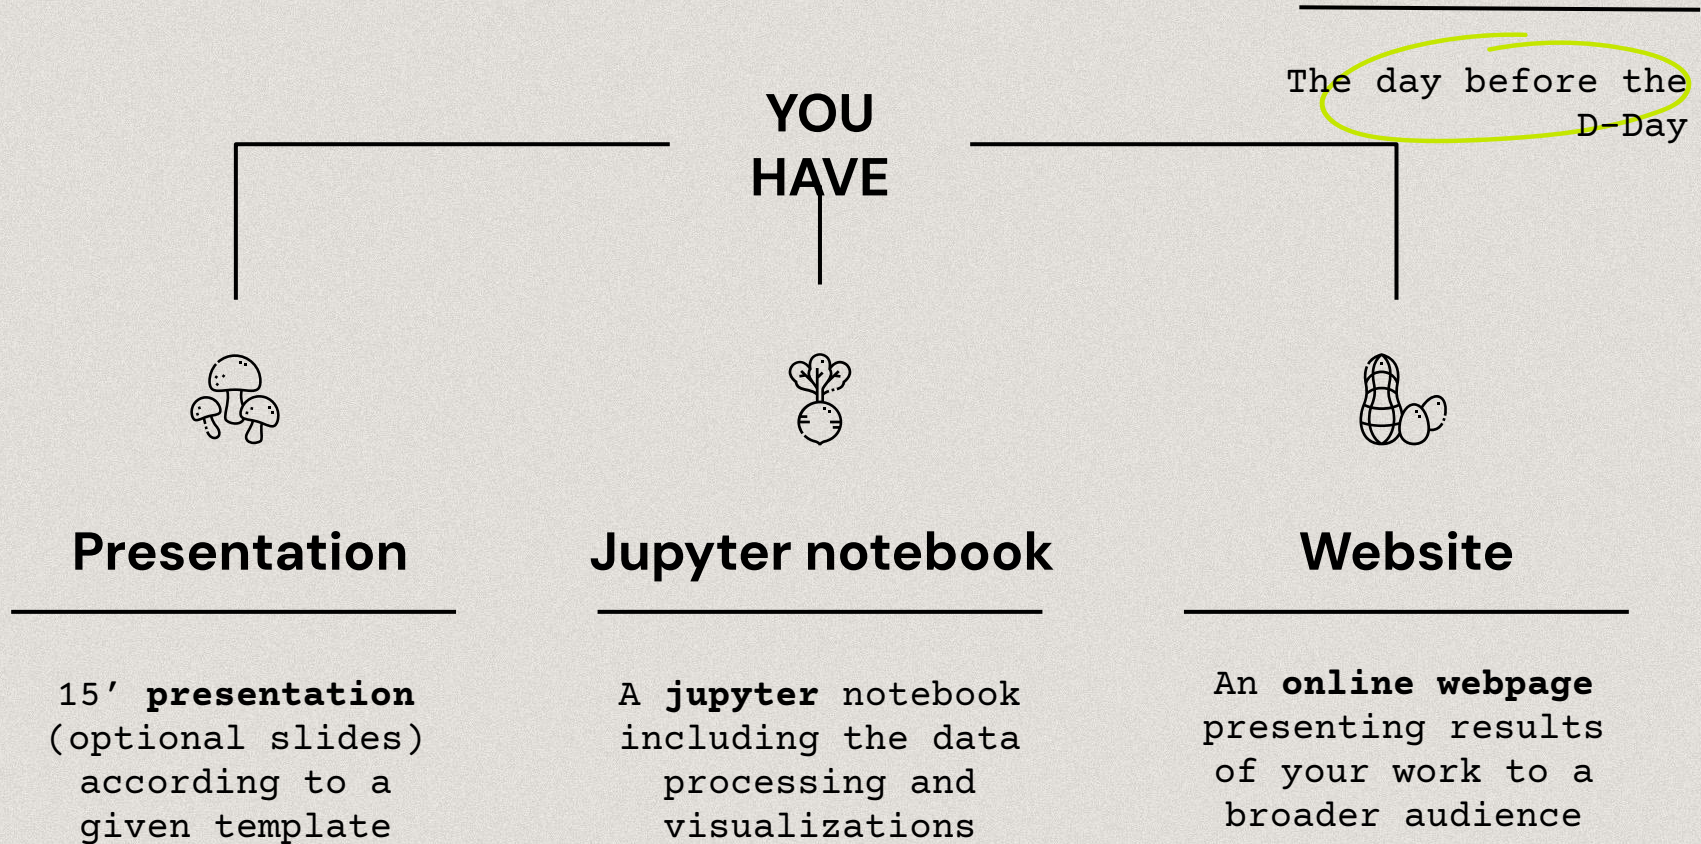 The day before the
D-Day
YOU
HAVE
Presentation
15’ presentation
(optional slides)
according to a
given template
Jupyter notebook
A jupyter notebook
including the data
processing and
visualizations
Website
An online webpage
presenting results
of your work to a
broader audience